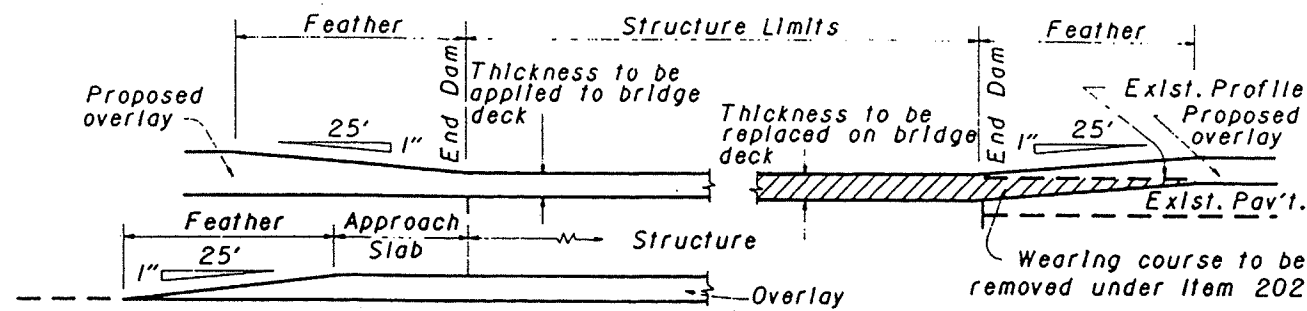 Feather
Structure Limits
Feather
End Dam
End Dam
Proposed
overlay
25'
1"
Thickness to be
applied to bridge
deck
Thickness to be
replaced on bridge
deck
1"
25'
Exist. Profile
Proposed
overlay
Exist. Pav't.
Feather
Approach
Slab
Structure
25'
1"
Overlay
Wearing course to be
removed under Item 202